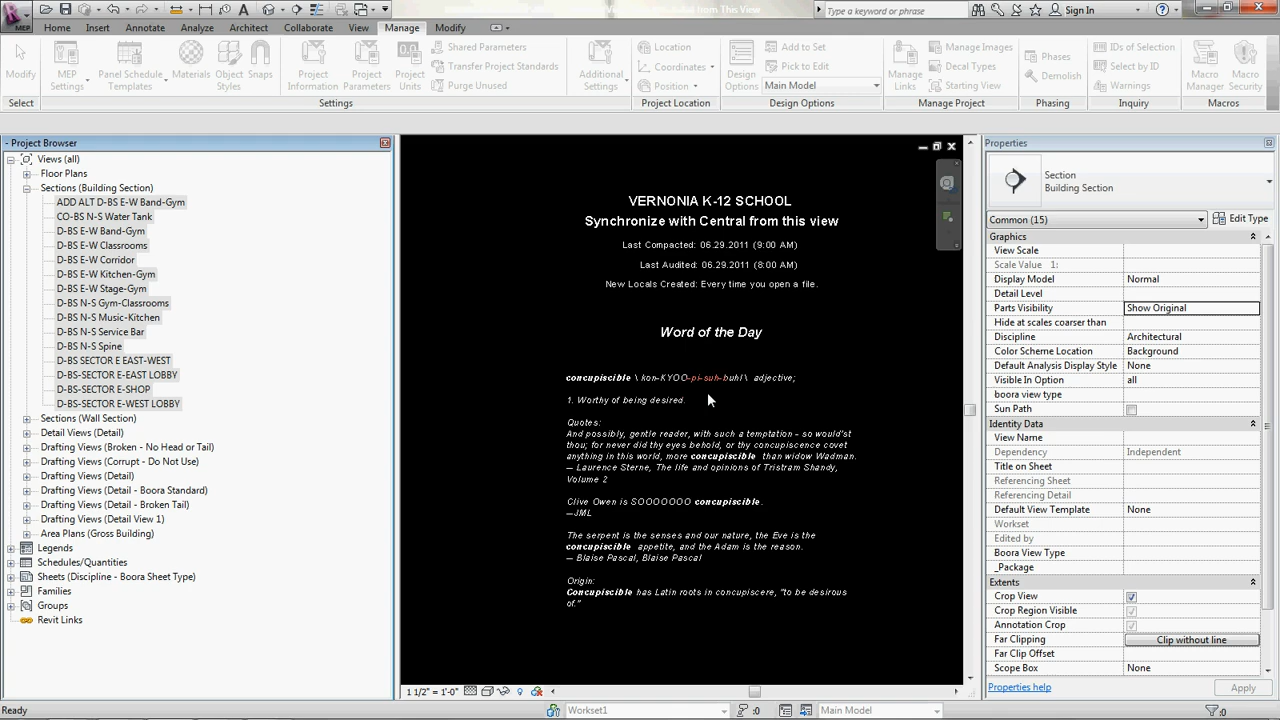 from This View
Type a keyword or phrase
Sign In
MEP
Home
Insert
Annotate
Analyze
Architect
Collaborate
View
Manage
Modify
Modify
MEP Settings
Panel Schedule Templates
Materials
Object Styles
Snaps
Project Information
Project Parameters
Project Units
Shared Parameters
Transfer Project Standards
Purge Unused
Additional Settings
Location
Coordinates
Position
Design Options
Add to Set
Pick to Edit
Main Model
Manage Links
Manage Images
Decal Types
Starting View
Phases
Demolish
IDs of Selection
Select by ID
Warnings
Macro Manager
Macro Security
Select
Settings
Project Location
Design Options
Manage Project
Phasing
Inquiry
Macros
- Project Browser
Views (all)
Floor Plans
Sections (Building Section)
ADD ALT D-BS E-W Band-Gym
CO-BS N-S Water Tank
D-BS E-W Band-Gym
D-BS E-W Classrooms
D-BS E-W Corridor
D-BS E-W Kitchen-Gym
D-BS E-W Stage-Gym
D-BS N-S Gym-Classrooms
D-BS N-S Music-Kitchen
D-BS N-S Service Bar
D-BS N-S Spine
D-BS-SECTOR E EAST-WEST
D-BS-SECTOR E-EAST LOBBY
D-BS-SECTOR E-SHOP
D-BS-SECTOR E-WEST LOBBY
Sections (Wall Section)
Detail Views (Detail)
Drafting Views (Broken - No Head or Tail)
Drafting Views (Corrupt - Do Not Use)
Drafting Views (Detail)
Drafting Views (Detail - Boora Standard)
Drafting Views (Detail - Broken Tail)
Drafting Views (Detail View 1)
Area Plans (Gross Building)
Legends
Schedules/Quantities
Sheets (Discipline - Boora Sheet Type)
Families
Groups
Revit Links
VERNONIA K-12 SCHOOL
Synchronize with Central from this view
Last Compacted: 06.29.2011 (9:00 AM)
Last Audited: 06.29.2011 (8:00 AM)
New Locals Created: Every time you open a file.
Word of the Day
concupiscible \ kon-KYOO-pi-suh-buhl \ adjective;
1. Worthy of being desired.
Quotes:
And possibly, gentle reader, with such a temptation - so would'st
thou; for never did thy eyes behold, or thy concupiscence covet
anything in this world, more concupiscible than widow Wadman.
— Laurence Sterne, The life and opinions of Tristram Shandy,
Volume 2
Clive Owen is SOOOOOOO concupiscible.
—JML
The serpent is the senses and our nature, the Eve is the
concupiscible appetite, and the Adam is the reason.
— Blaise Pascal, Blaise Pascal
Origin:
Concupiscible has Latin roots in concupiscere, "to be desirous
of."
1 1/2" = 1'-0"
Properties
Section
Building Section
Common (15)
Edit Type
Graphics
View Scale
Scale Value 1:
Display Model Normal
Detail Level
Parts Visibility Show Original
Hide at scales coarser than
Discipline Architectural
Color Scheme Location Background
Default Analysis Display Style None
Visible In Option all
boora view type
Sun Path
Identity Data
View Name
Dependency Independent
Title on Sheet
Referencing Sheet
Referencing Detail
Default View Template None
Workset
Edited by
Boora View Type
_Package
Extents
Crop View
Crop Region Visible
Annotation Crop
Far Clipping Clip without line
Far Clip Offset
Scope Box None
Properties help
Apply
Ready
Workset1
:0
Main Model
:0